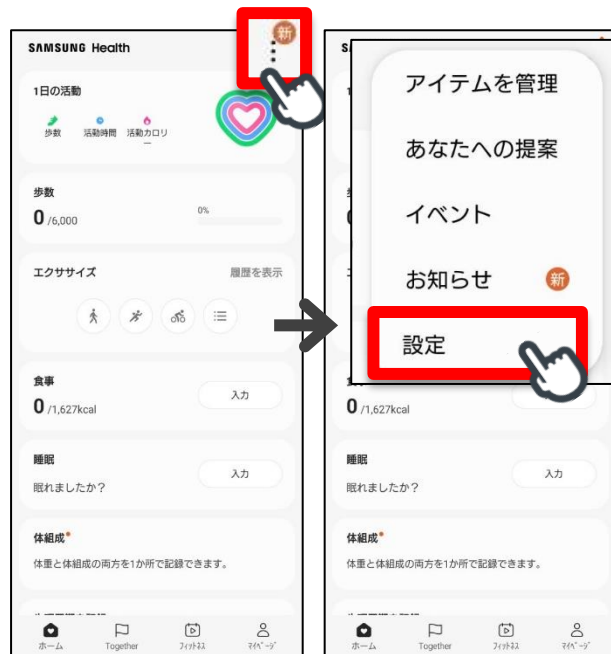 SAMSUNG Health
新
1日の活動
歩数 活動時間 活動カロリ
ー
歩数
0 /6,000
0%
エクササイズ
履歴を表示
食事
0 /1,627kcal
入力
睡眠
眠れましたか？
入力
体組成
体重と体組成の両方を1か所で記録できます。
ホーム Together フィットネス マイページ
アイテムを管理
あなたへの提案
イベント
お知らせ 新
設定
0 /1,627kcal
睡眠
眠れましたか？
入力
体組成
体重と体組成の両方を1か所で記録できます。
ホーム Together フィットネス マイページ